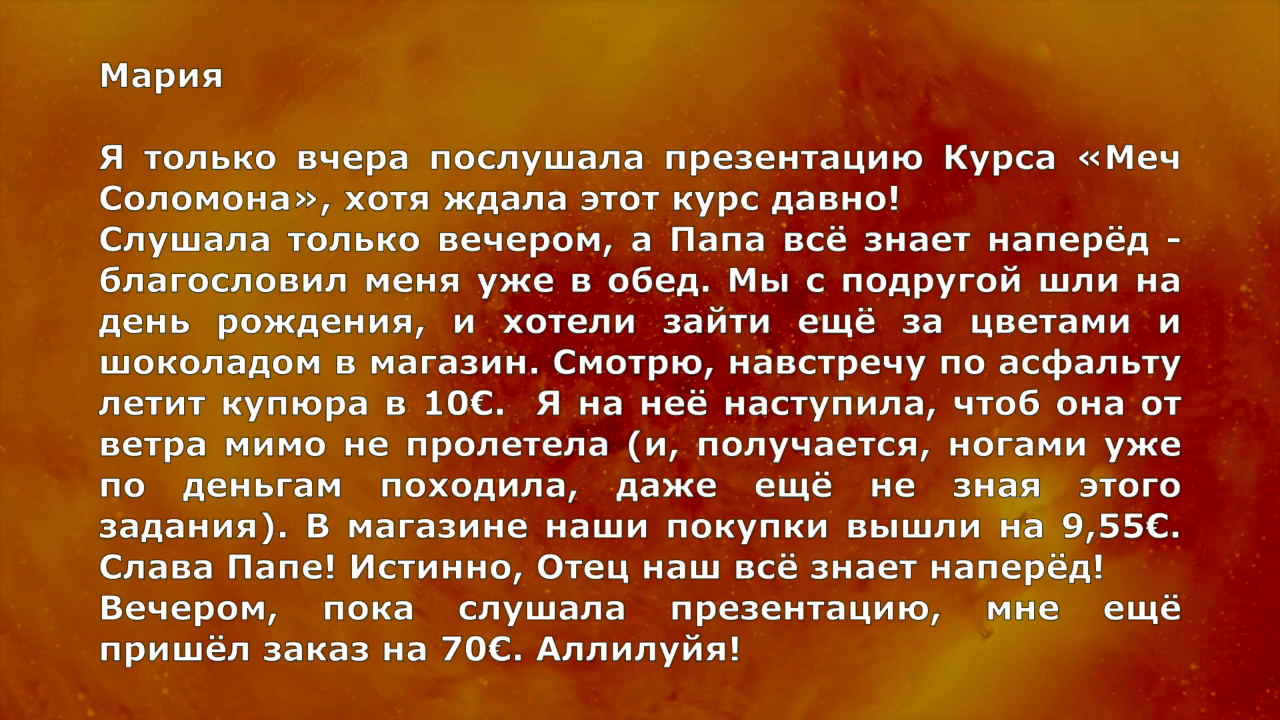 Мария
Я только вчера послушала презентацию Курса «Меч
Соломона», хотя ждала этот курс давно!
Слушала только вечером, а Папа всё знает наперёд -
благословил меня уже в обед. Мы с подругой шли на
день рождения, и хотели зайти ещё за цветами и
шоколадом в магазин. Смотрю, навстречу по асфальту
летит купюра в 10€. Я на неё наступила, чтоб она от
ветра мимо не пролетела (и, получается, ногами уже
по деньгам походила, даже ещё не зная этого
задания). В магазине наши покупки вышли на 9,55€.
Слава Папе! Истинно, Отец наш всё знает наперёд!
Вечером, пока слушала презентацию, мне ещё
пришёл заказ на 70€. Аллилуйя!